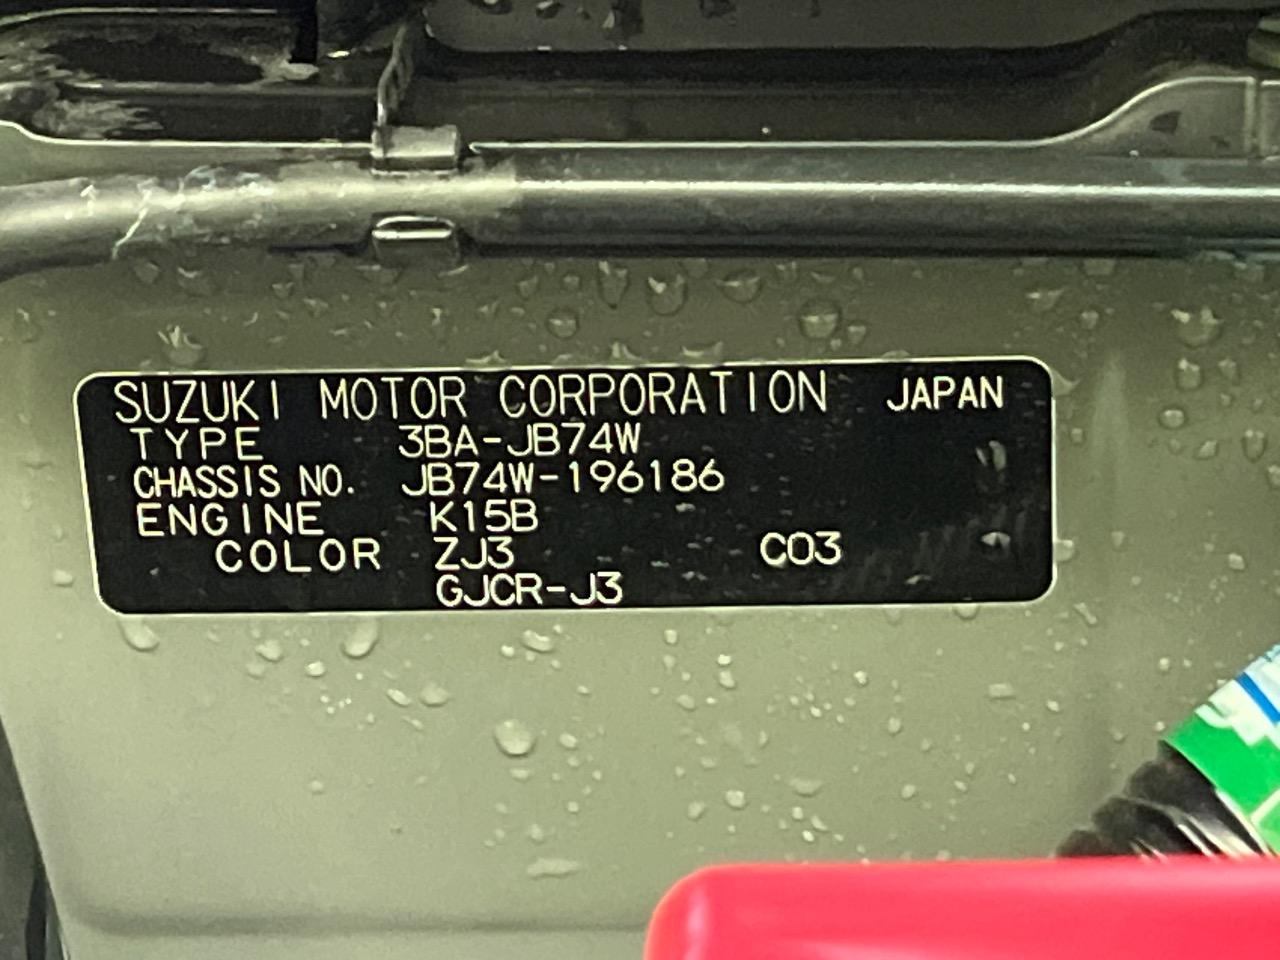 SUZUKI MOTOR CORPORATION JAPAN
TYPE 3BA-JB74W
CHASSIS NO. JB74W-196186
ENGINE K15B
COLOR ZJ3 C03
GJCR-J3